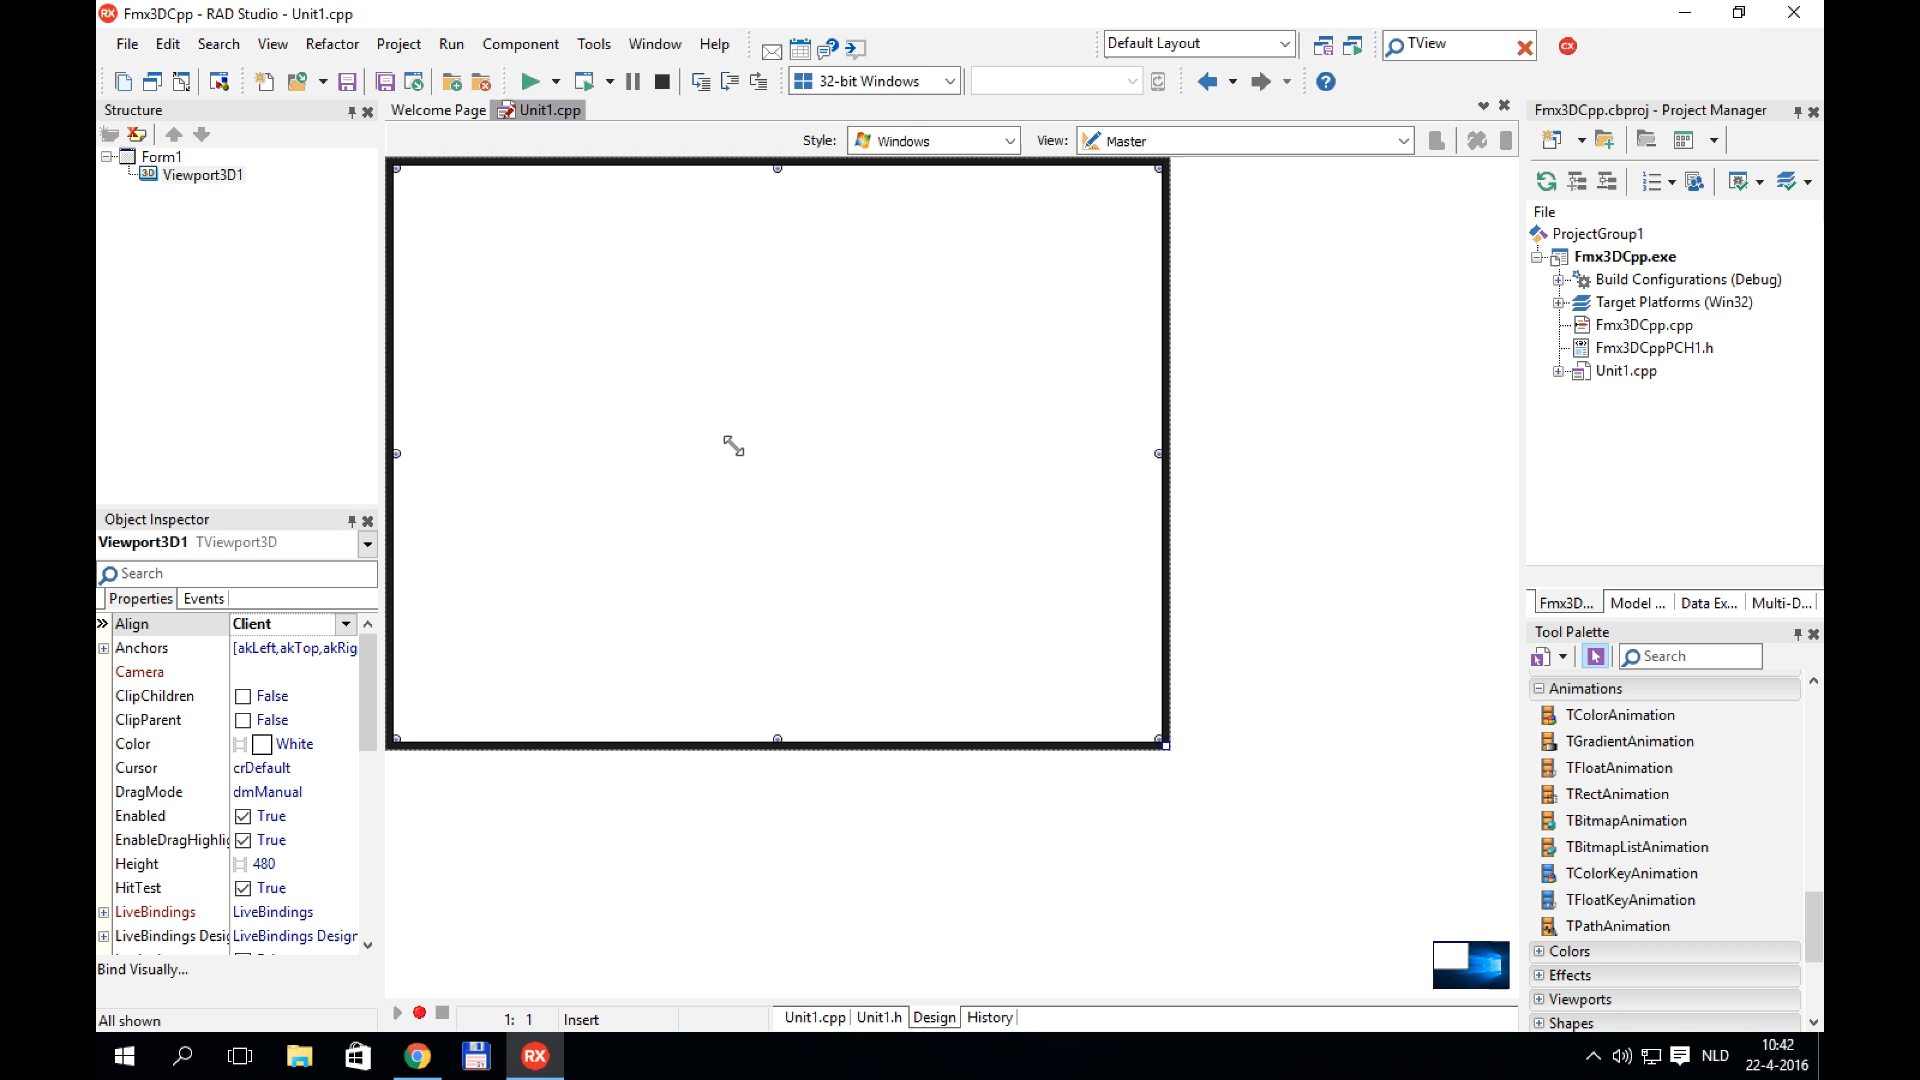 Fmx3DCpp - RAD Studio - Unit1.cpp
File Edit Search View Refactor Project Run Component Tools Window Help
Default Layout
TView
CX
32-bit Windows
Structure
Form1
3D Viewport3D1
Welcome Page Unit1.cpp
Style: Windows View: Master
Object Inspector
Viewport3D1 TViewport3D
Search
Properties Events
Align Client
Anchors [akLeft,akTop,akRig
Camera
ClipChildren False
ClipParent False
Color White
Cursor crDefault
DragMode dmManual
Enabled True
EnableDragHighli True
Height 480
HitTest True
LiveBindings LiveBindings
LiveBindings Desig LiveBindings Design
Bind Visually...
All shown
1: 1 Insert
Unit1.cpp Unit1.h Design History
Fmx3DCpp.cbproj - Project Manager
File
ProjectGroup1
Fmx3DCpp.exe
Build Configurations (Debug)
Target Platforms (Win32)
Fmx3DCpp.cpp
Fmx3DCppPCH1.h
Unit1.cpp
Fmx3D... Model ... Data Ex... Multi-D...
Tool Palette
Search
Animations
TColorAnimation
TGradientAnimation
TFloatAnimation
TRectAnimation
TBitmapAnimation
TBitmapListAnimation
TColorKeyAnimation
TFloatKeyAnimation
TPathAnimation
Colors
Effects
Viewports
Shapes
RX
NLD
10:42
22-4-2016